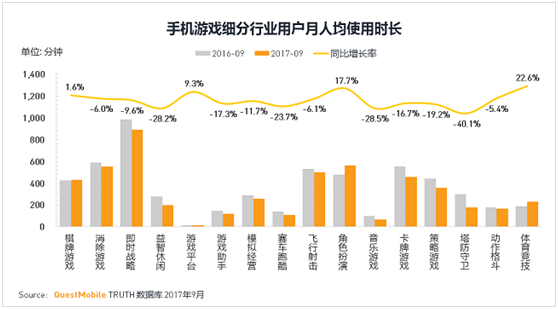 手机游戏细分行业用户月人均使用时长
单位: 分钟
2016-09 2017-09 同比增长率
1,400
1,200
1,000
800
600
400
200
0
1.6% -6.0% -9.6% -28.2% 9.3% -17.3% -11.7% -23.7% -6.1% 17.7% -28.5% -16.7% -19.2% -40.1% -5.4% 22.6%
棋牌游戏 消除游戏 即时战略 益智休闲 游戏平台 游戏助手 模拟经营 赛车跑酷 飞行射击 角色扮演 音乐游戏 卡牌游戏 策略游戏 塔防守卫 动作格斗 体育竞技
Source: QuestMobile TRUTH 数据库 2017年9月